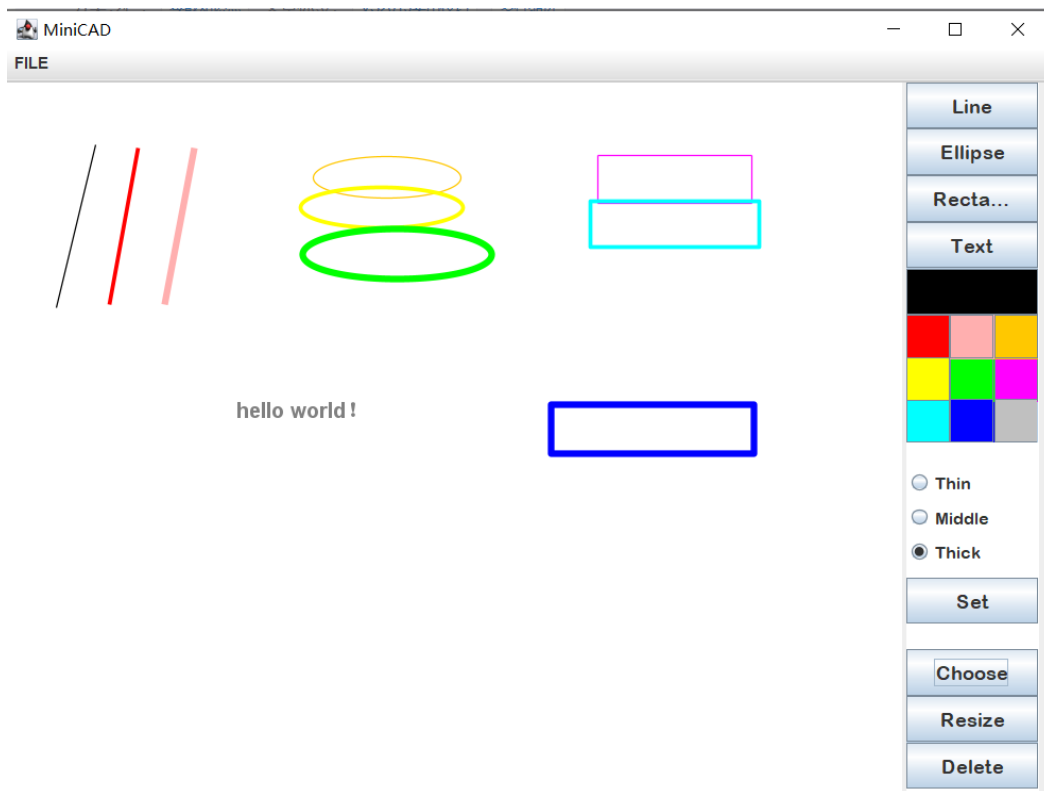 MiniCAD
FILE
Line
Ellipse
Recta...
Text
hello world!
Thin
Middle
Thick
Set
Choose
Resize
Delete